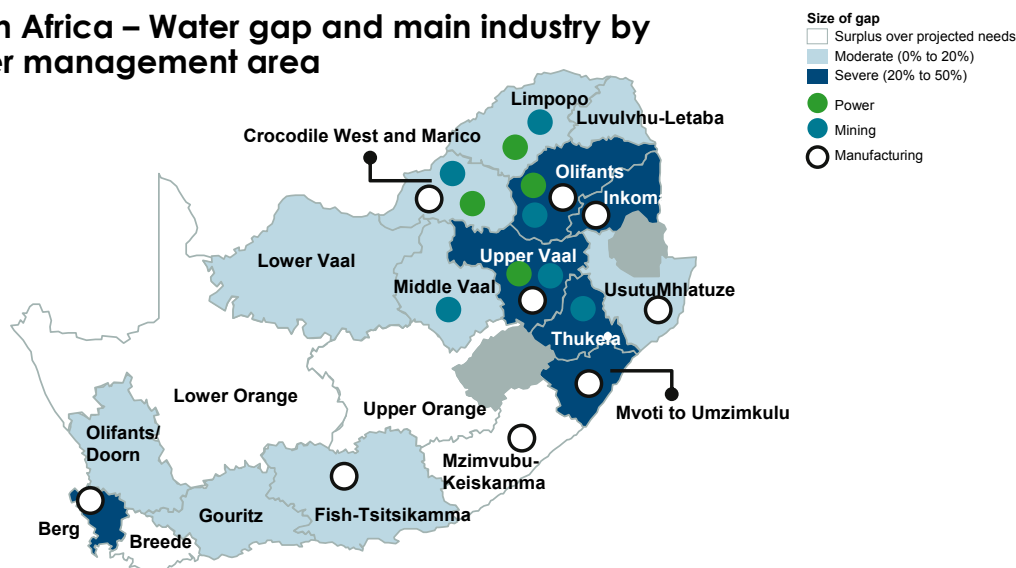 n Africa – Water gap and main industry by
er management area
Size of gap
Surplus over projected needs
Moderate (0% to 20%)
Severe (20% to 50%)
Power
Mining
Manufacturing
Limpopo
Luvulvhu-Letaba
Crocodile West and Marico
Olifants
Inkoma
Upper Vaal
Lower Vaal
Middle Vaal
UsutuMhlatuze
Thukela
Lower Orange
Upper Orange
Mvoti to Umzimkulu
Olifants/
Doorn
Mzimvubu-
Keiskamma
Gouritz
Fish-Tsitsikamma
Berg
Breede